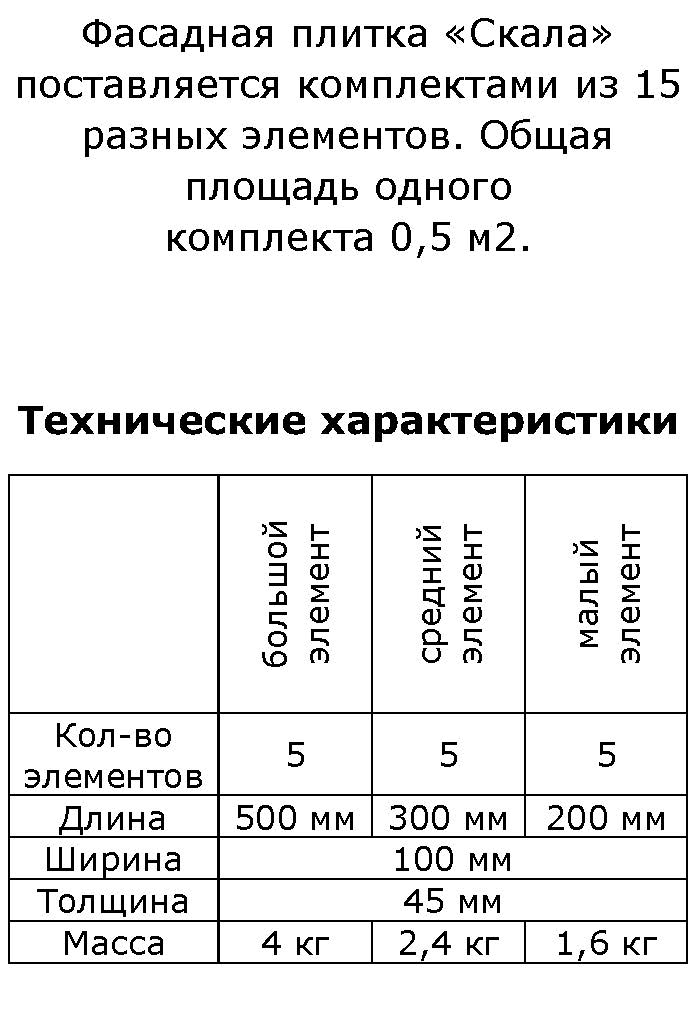 Фасадная плитка «Скала»
поставляется комплектами из 15
разных элементов. Общая
площадь одного
комплекта 0,5 м2.
Технические характеристики
большой
элемент
средний
элемент
малый
элемент
Кол-во
элементов
5 5 5
Длина 500 мм 300 мм 200 мм
Ширина 100 мм
Толщина 45 мм
Масса 4 кг 2,4 кг 1,6 кг